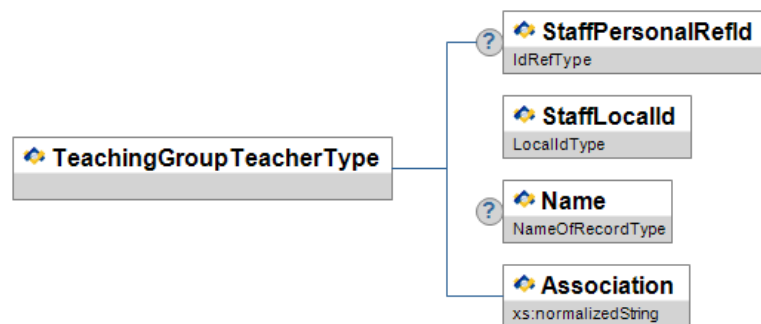 TeachingGroupTeacherType
?
StaffPersonalRefId
IdRefType
StaffLocalId
LocalIdType
?
Name
NameOfRecordType
Association
xs:normalizedString